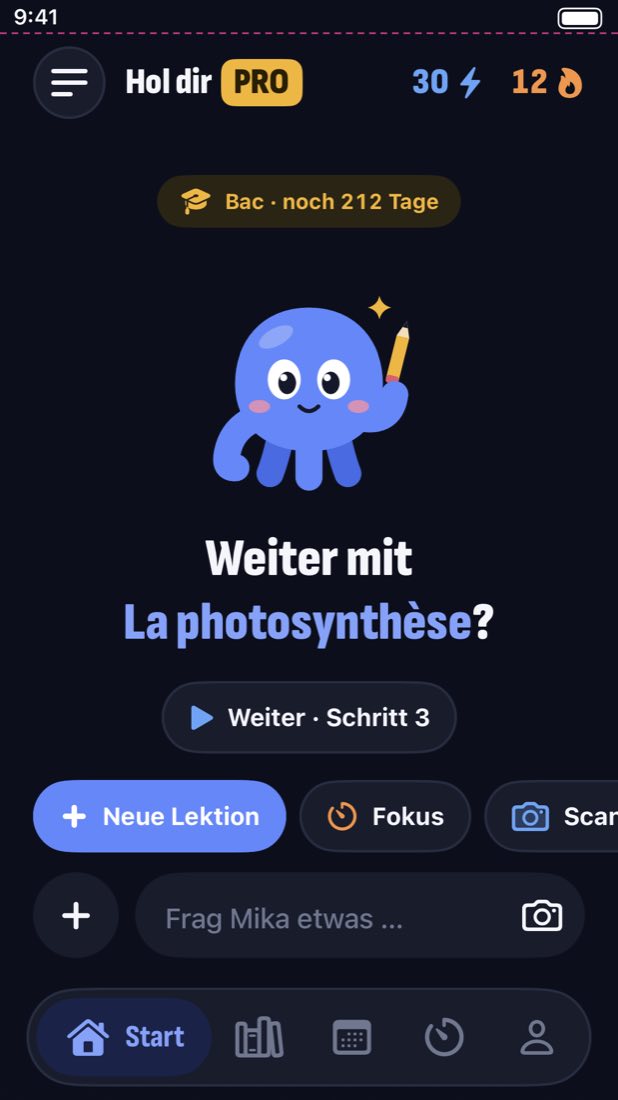 9:41
Hol dir PRO
30
12
Bac · noch 212 Tage
Weiter mit
La photosynthèse?
Weiter · Schritt 3
Neue Lektion
Fokus
Scan
Frag Mika etwas ...
Start